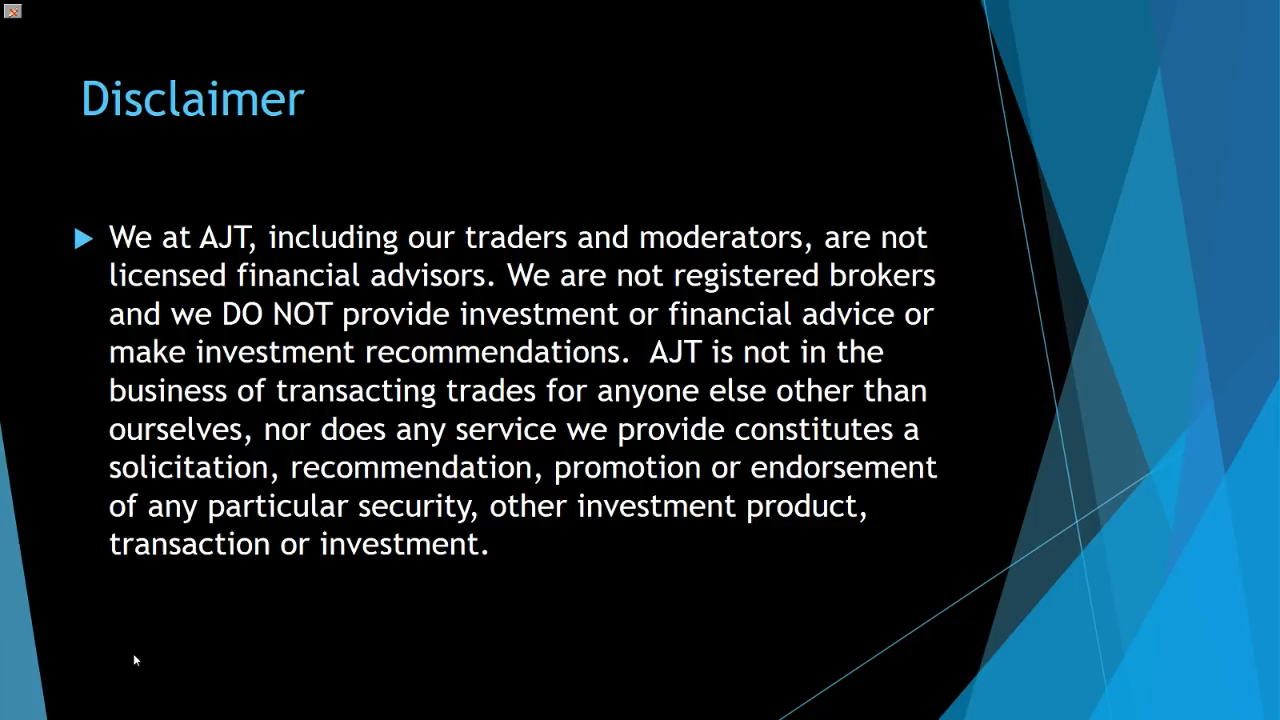 Disclaimer
We at AJT, including our traders and moderators, are not
licensed financial advisors. We are not registered brokers
and we DO NOT provide investment or financial advice or
make investment recommendations.  AJT is not in the
business of transacting trades for anyone else other than
ourselves, nor does any service we provide constitutes a
solicitation, recommendation, promotion or endorsement
of any particular security, other investment product,
transaction or investment.